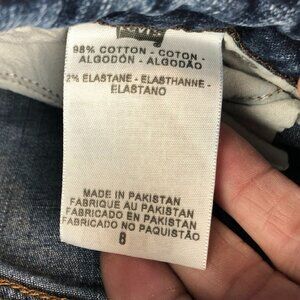 98% COTTON - COTON -
ALGODÓN - ALGODÃO
2% ELASTANE - ELASTHANNE -
ELASTANO
MADE IN PAKISTAN
FABRIQUE AU PAKISTAN
FABRICADO EN PAKISTAN
FABRICADO NO PAQUISTÃO
8